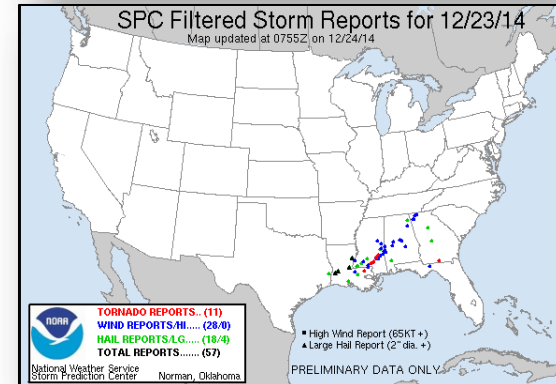 SPC Filtered Storm Reports for 12/23/14
Map updated at 0755Z on 12/24/14
NOAA
TORNADO REPORTS.. (11)
WIND REPORTS/HI..... (28/0)
HAIL REPORTS/LG..... (18/4)
TOTAL REPORTS....... (57)
National Weather Service
Storm Prediction Center Norman, Oklahoma
High Wind Report (65KT +)
Large Hail Report (2" dia. +)
PRELIMINARY DATA ONLY